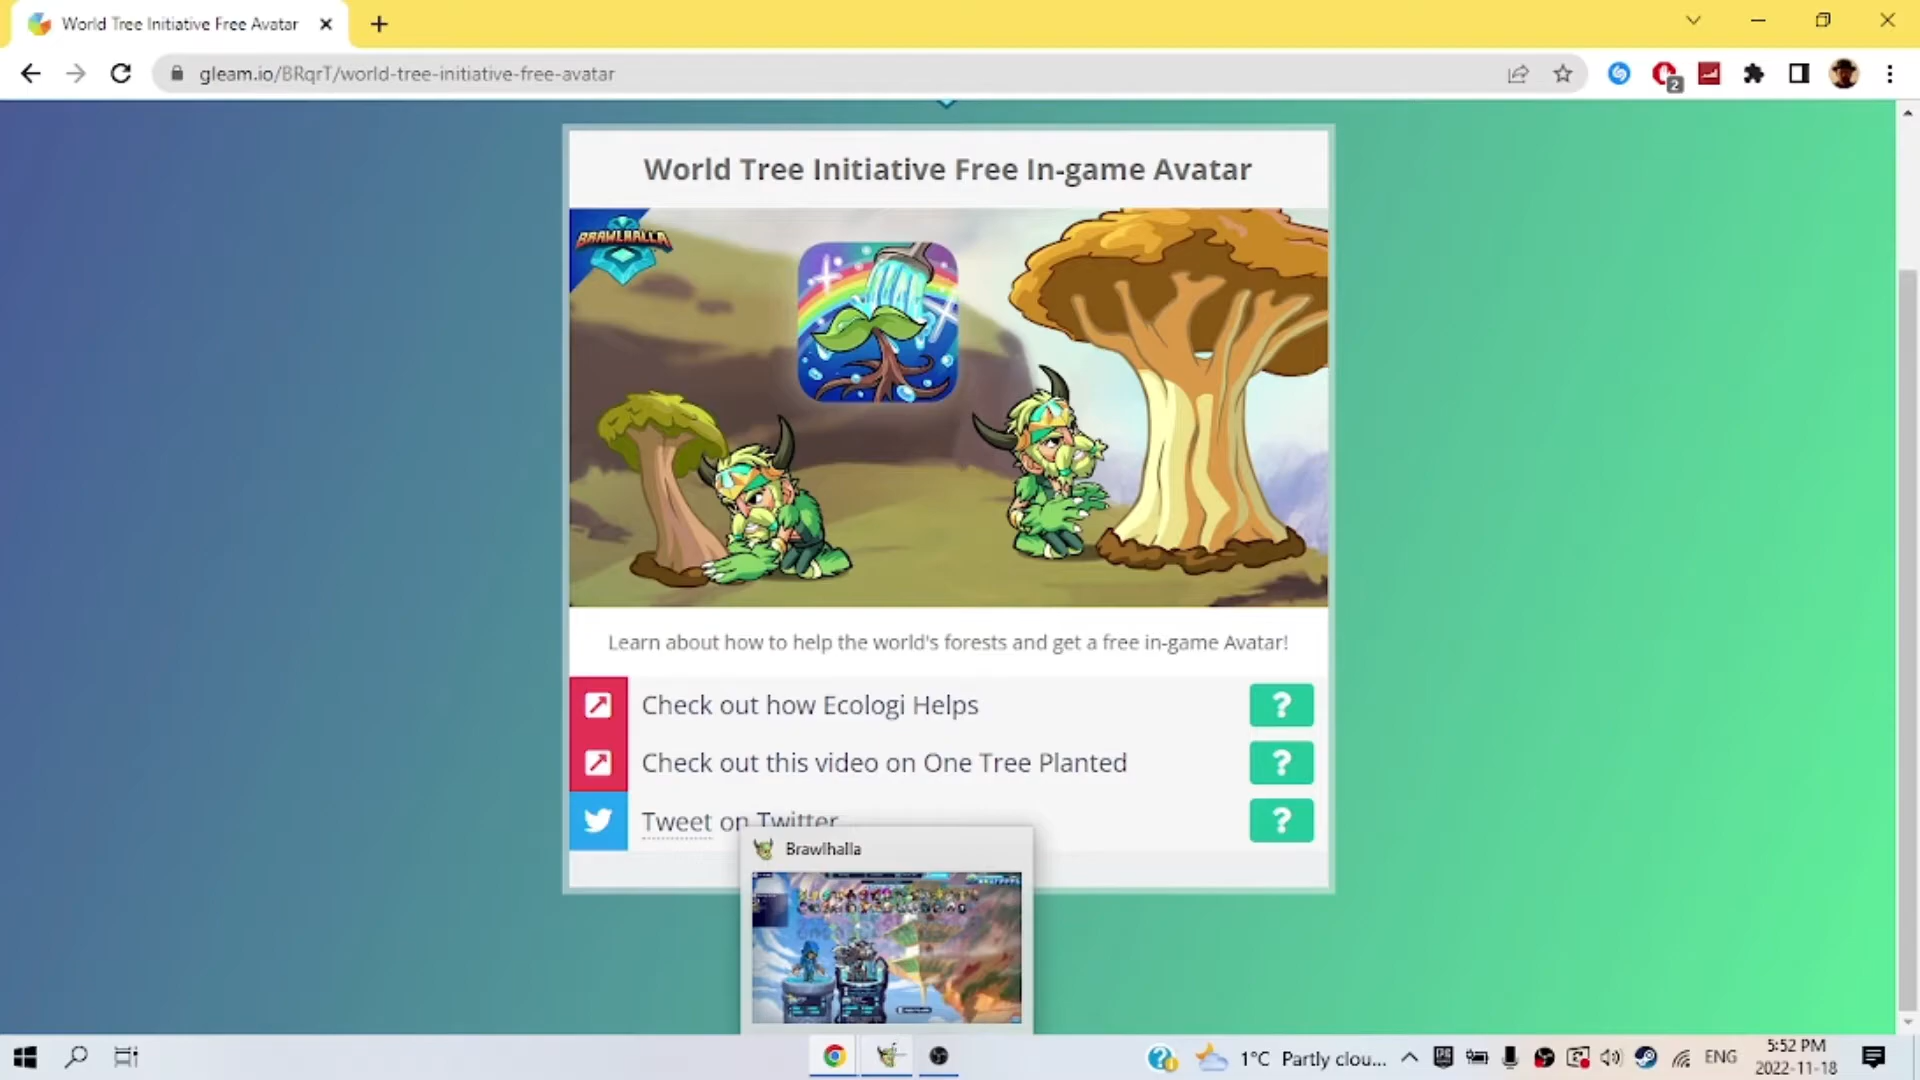 World Tree Initiative Free Avatar
gleam.io/BRqrT/world-tree-initiative-free-avatar
2
World Tree Initiative Free In-game Avatar
BRAWLHALLA
Learn about how to help the world's forests and get a free in-game Avatar!
Check out how Ecologi Helps
?
Check out this video on One Tree Planted
?
Tweet on Twitter
?
Brawlhalla
1°C Partly clou...
ENG
5:52 PM
2022-11-18